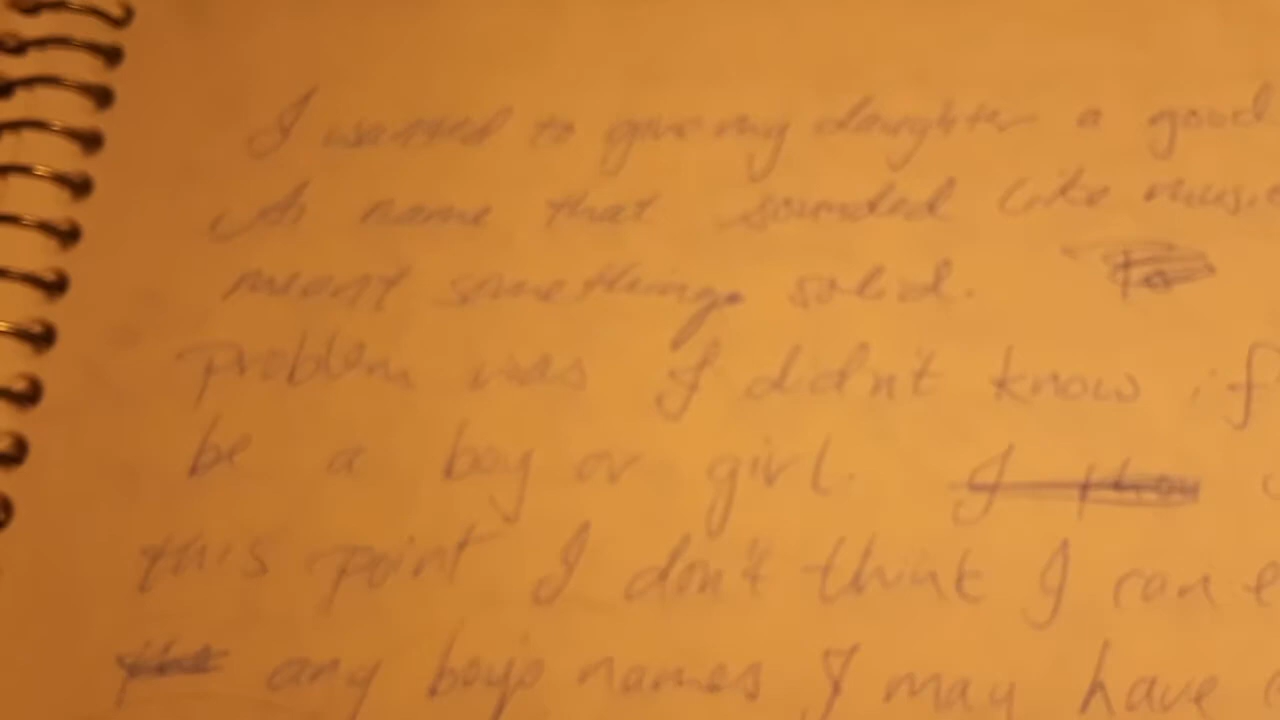 I wanted to give my daughter a good
A name that sounded like music
meant something solid.
problem was I didn't know if
be a boy or girl. I
this point I don't think I can
any boys names I may have